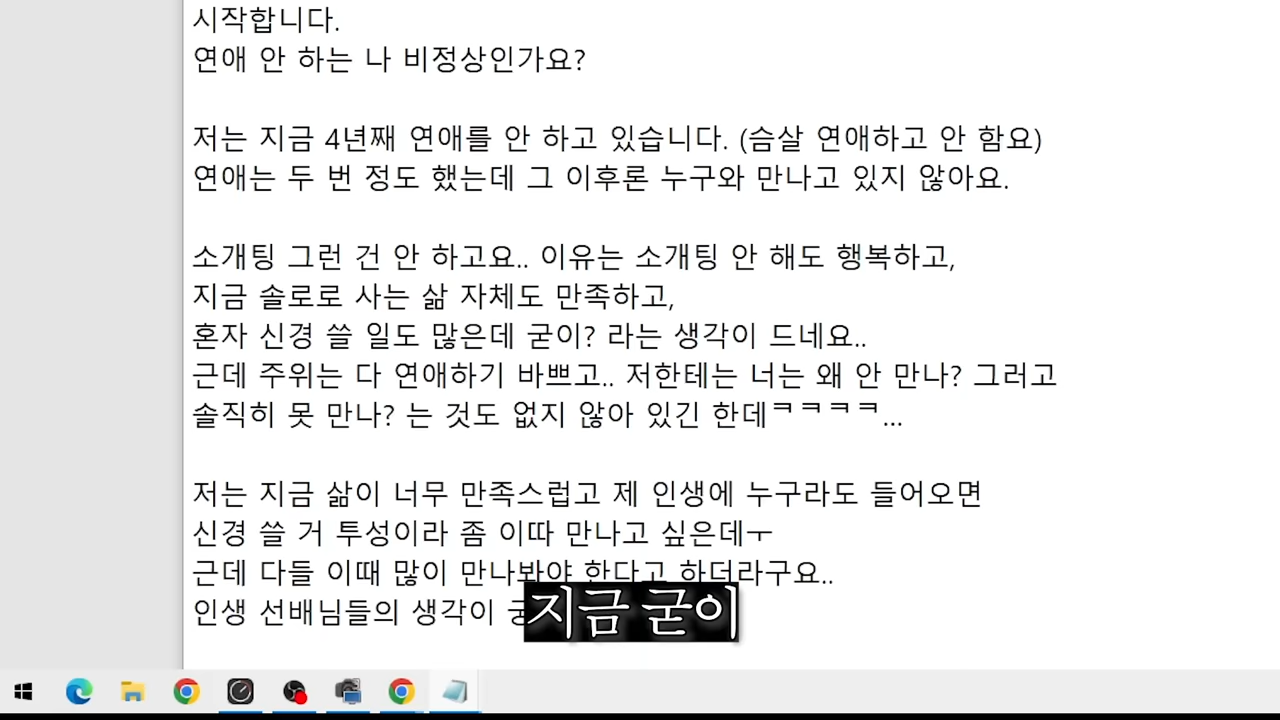 시작합니다.
연애 안 하는 나 비정상인가요?
저는 지금 4년째 연애를 안 하고 있습니다. (슴살 연애하고 안 함요)
연애는 두 번 정도 했는데 그 이후론 누구와 만나고 있지 않아요.
소개팅 그런 건 안 하고요.. 이유는 소개팅 안 해도 행복하고,
지금 솔로로 사는 삶 자체도 만족하고,
혼자 신경 쓸 일도 많은데 굳이? 라는 생각이 드네요..
근데 주위는 다 연애하기 바쁘고.. 저한테는 너는 왜 안 만나? 그러고
솔직히 못 만나? 는 것도 없지 않아 있긴 한데ㅋㅋㅋㅋ...
저는 지금 삶이 너무 만족스럽고 제 인생에 누구라도 들어오면
신경 쓸 거 투성이라 좀 이따 만나고 싶은데ㅜ
근데 다들 이때 많이 만나봐야 한다고 하더라구요..
인생 선배님들의 생각이
지금 굳이